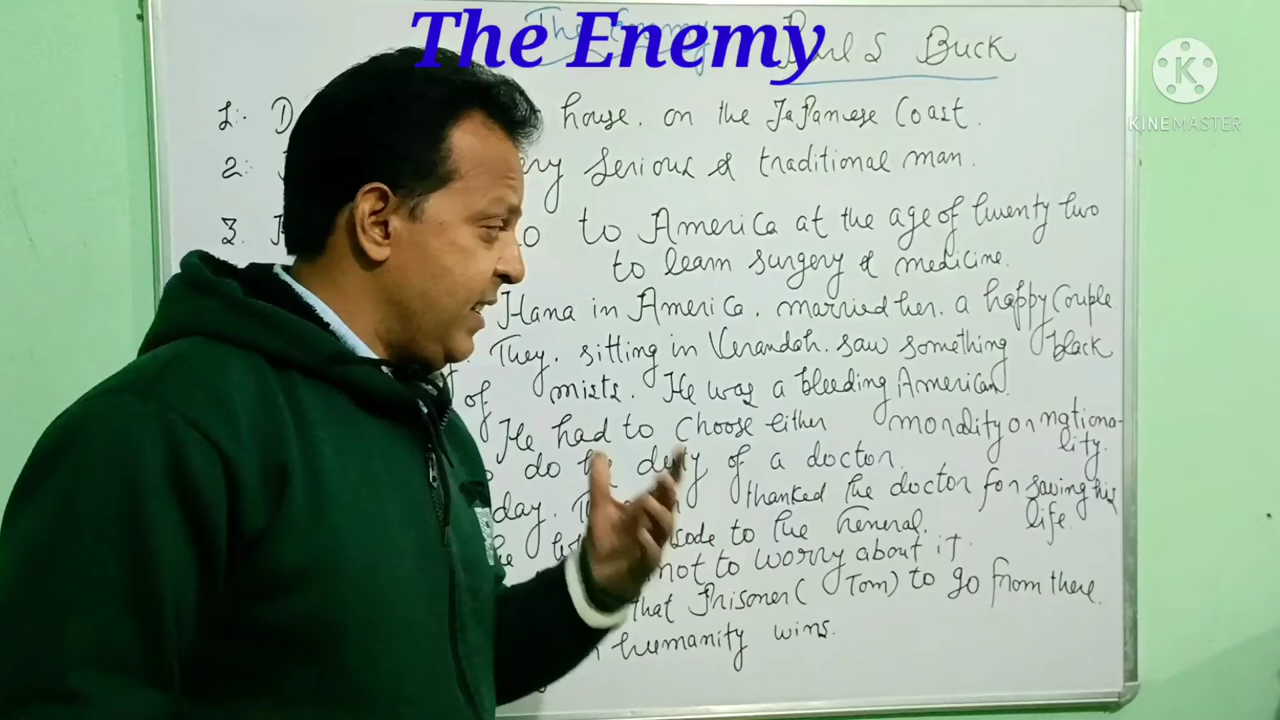 The Enemy
The Enemy S Buck
KINEMASTER
1:. D house. on the Japanese Coast.
2: ery serious & traditional man.
3. to America at the age of twenty two
to learn surgery & medicine.
Hana in America. married her. a happy Couple
They. sitting in Verandah. saw something black
of mists. He was a bleeding American.
He had to Choose either morality or nationa-
lity.
do duty of a doctor.
day. thanked the doctor for saving his
life.
to the General.
not to worry about it.
that Prisoner( Tom) to go from there.
humanity wins.